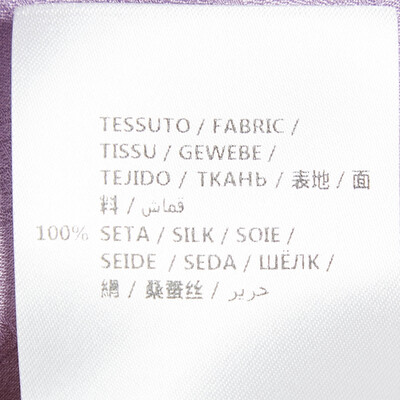 TESSUTO / FABRIC /
TISSU / GEWEBE /
TEJIDO / ТКАНЬ / 表地 / 面
料 / قماش /
100% SETA / SILK / SOIE /
SEIDE / SEDA / ШЁЛК /
絹 / 桑蚕丝 / حرير /